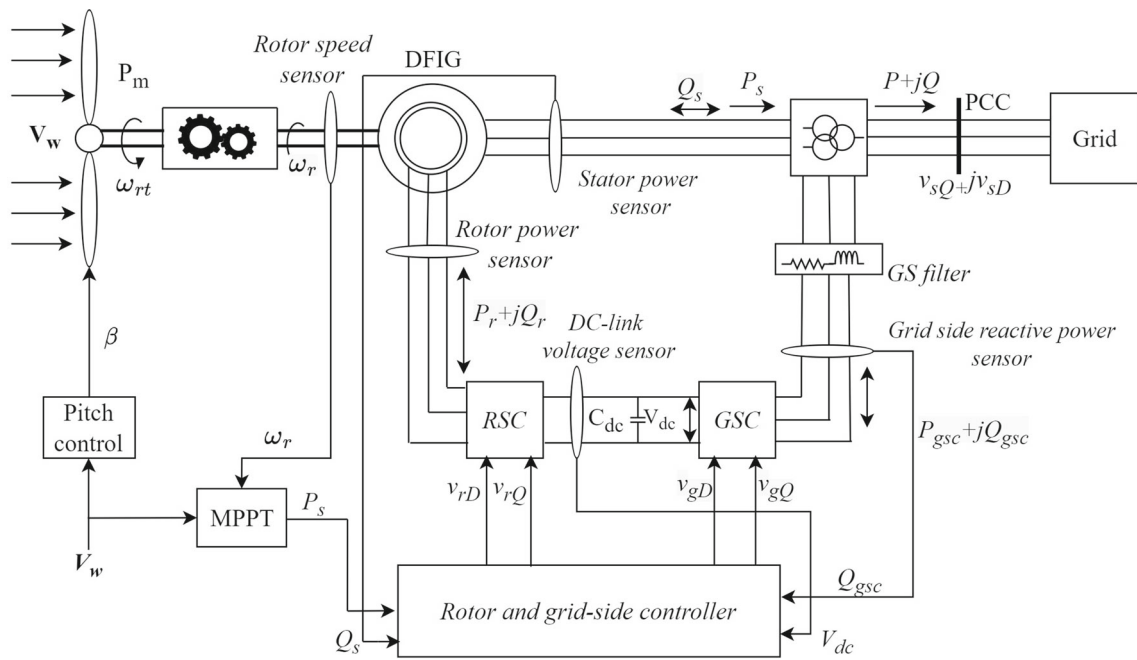 Rotor speed
sensor
DFIG
P_m
Q_s
P_s
P+jQ
PCC
V_w
ω_r
ω_rt
Grid
v_sQ+jv_sD
Stator power
sensor
Rotor power
sensor
GS filter
P_r+jQ_r
DC-link
voltage sensor
Grid side reactive power
sensor
β
Pitch
control
RSC
C_dc
V_dc
GSC
P_gsc+jQ_gsc
ω_r
v_rD
v_rQ
v_gD
v_gQ
MPPT
P_s
V_w
Rotor and grid-side controller
Q_gsc
Q_s
V_dc